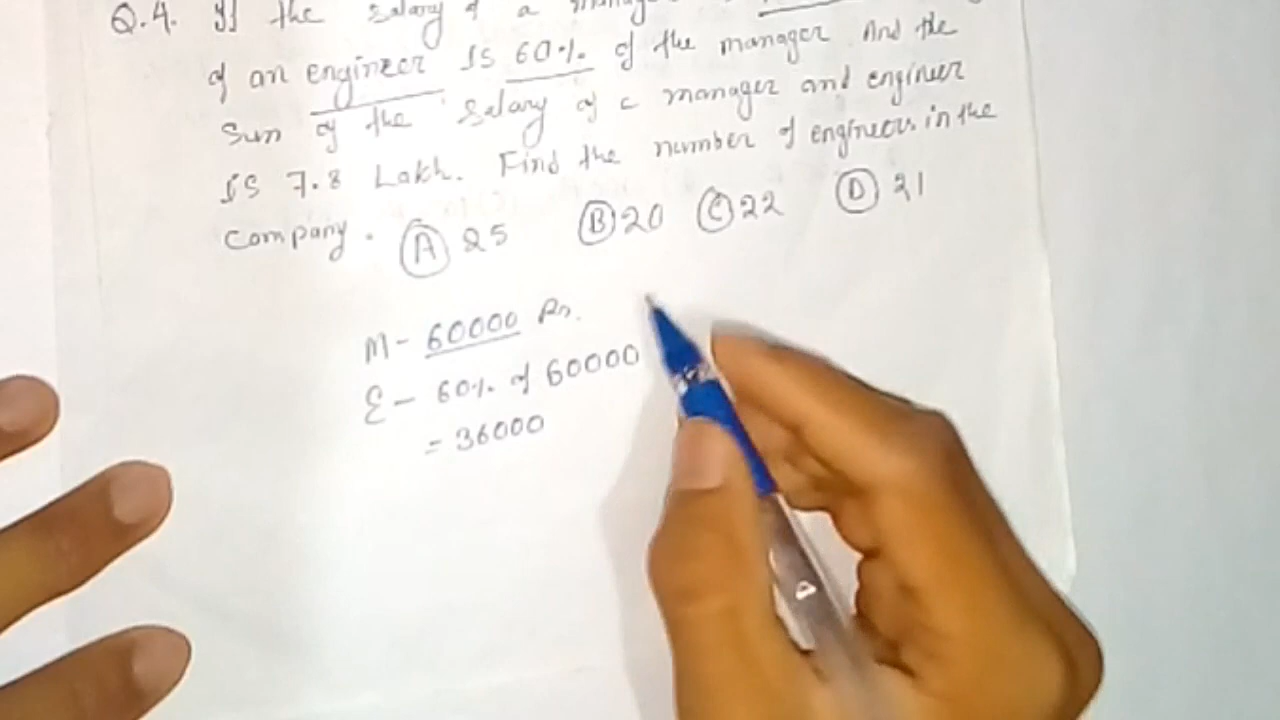 Q.4. If the salary of a
of an engineer Is 60% of the manager And the
Sum of the Salary of c manager and engineer
IS 7.8 Lakh. Find the number of engineers in the
Company. (A) 25 (B) 20 (C) 22 (D) 21
M - 60000 Rs.
E - 60% of 60000
= 36000